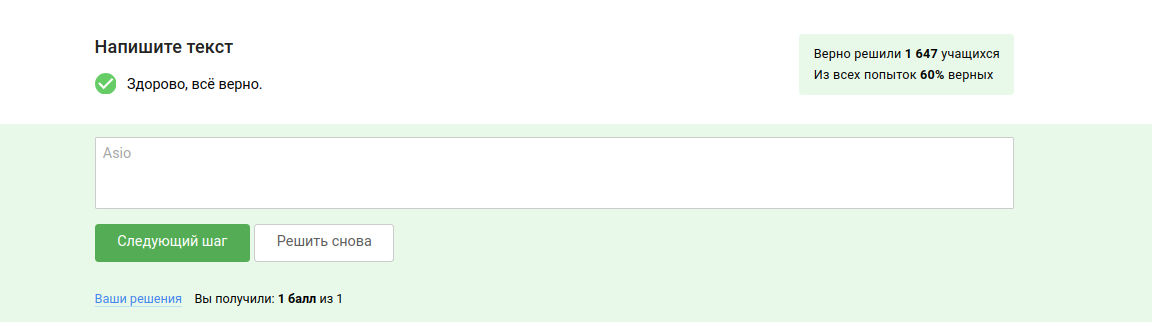 Напишите текст
Здорово, всё верно.
Верно решили 1 647 учащихся
Из всех попыток 60% верных
Asio
Следующий шаг
Решить снова
Ваши решения Вы получили: 1 балл из 1